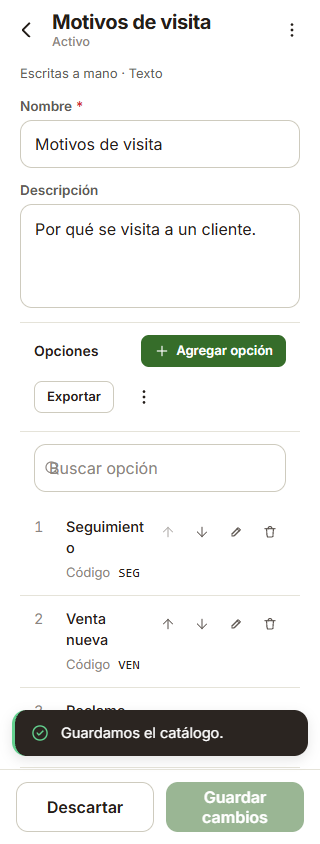 Motivos de visita
Activo
Escritas a mano · Texto
Nombre *
Motivos de visita
Descripción
Por qué se visita a un cliente.
Opciones
Agregar opción
Exportar
Buscar opción
1 Seguimient
o
Código SEG
2 Venta
nueva
Código VEN
Guardamos el catálogo.
Descartar
Guardar
cambios